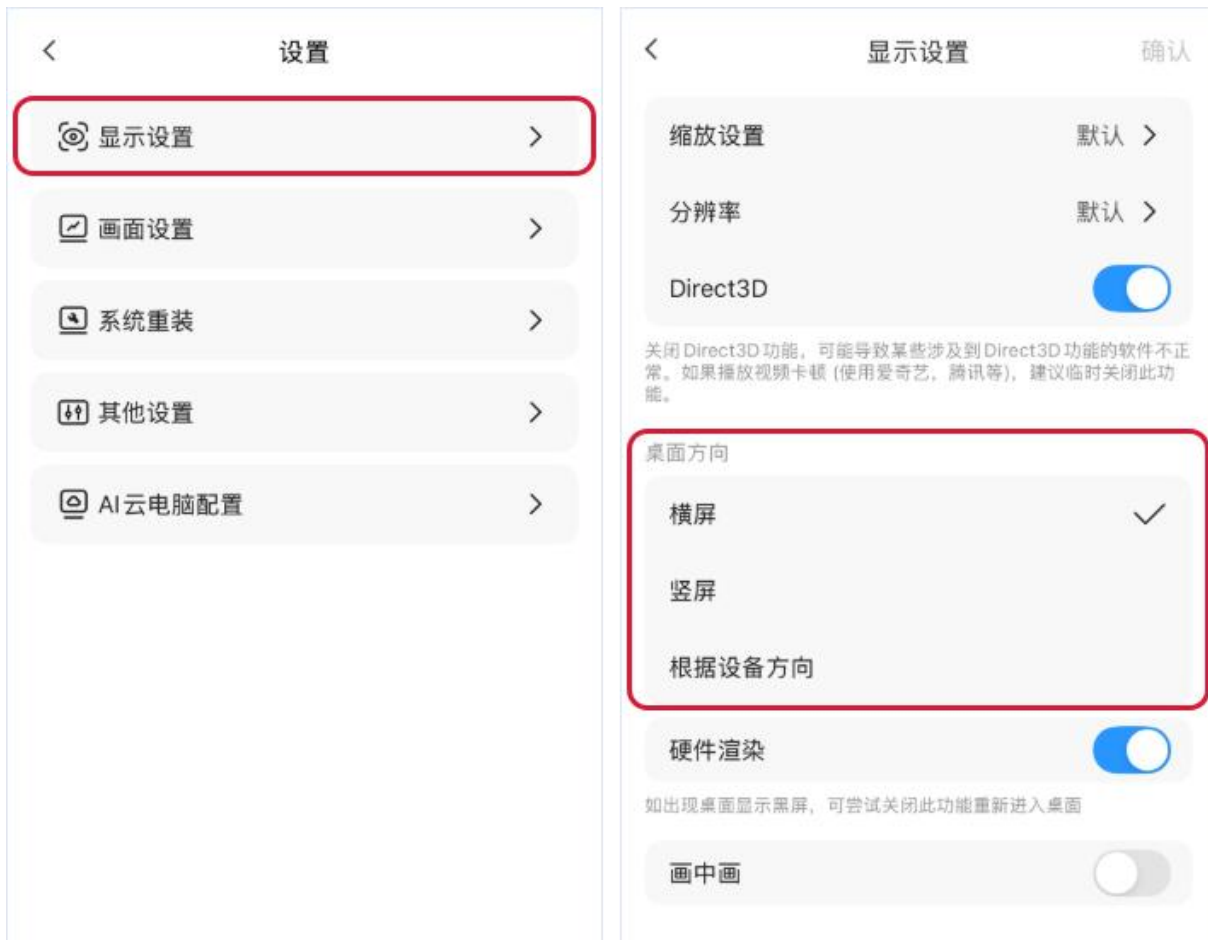 设置
显示设置
画面设置
系统重装
其他设置
AI云电脑配置
显示设置 确认
缩放设置 默认
分辨率 默认
Direct3D
关闭Direct3D功能，可能导致某些涉及到Direct3D功能的软件不正
常。如果播放视频卡顿 (使用爱奇艺，腾讯等)，建议临时关闭此功
能。
桌面方向
横屏
竖屏
根据设备方向
硬件渲染
如出现桌面显示黑屏，可尝试关闭此功能重新进入桌面
画中画